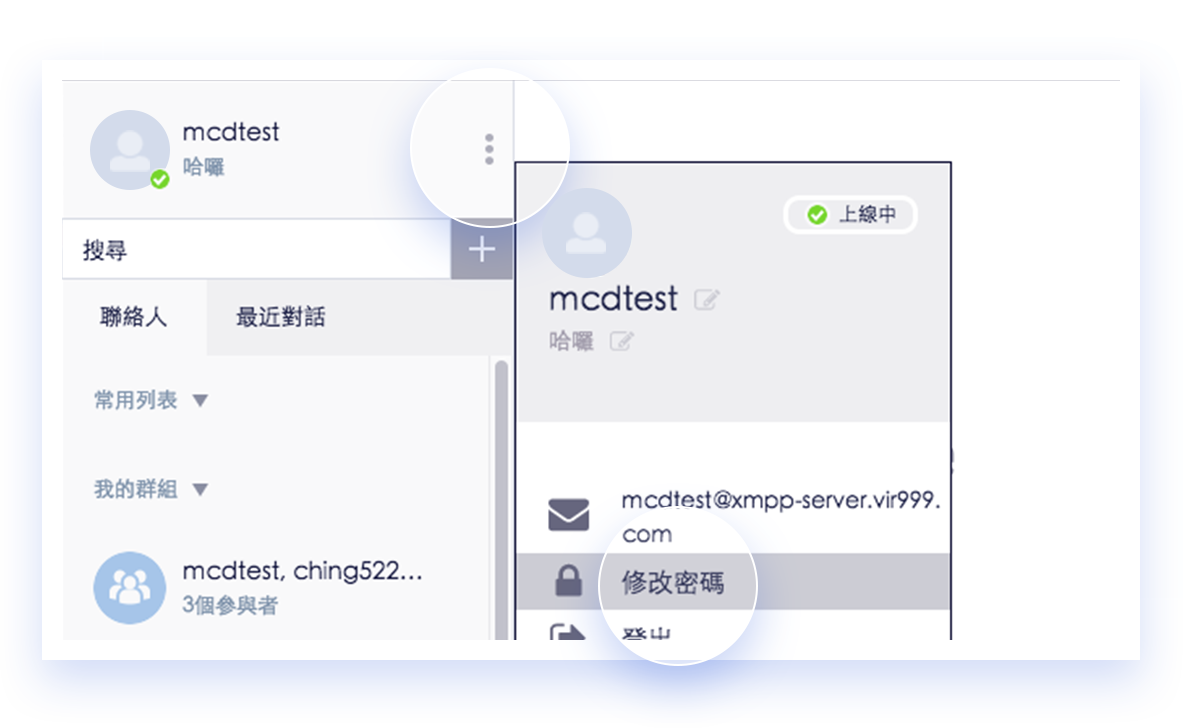 mcdtest
哈囉
搜尋
聯絡人 最近對話
常用列表
我的群組
mcdtest, ching522...
3個參與者
上線中
mcdtest
哈囉
mcdtest@xmpp-server.vir999.
com
修改密碼
登出